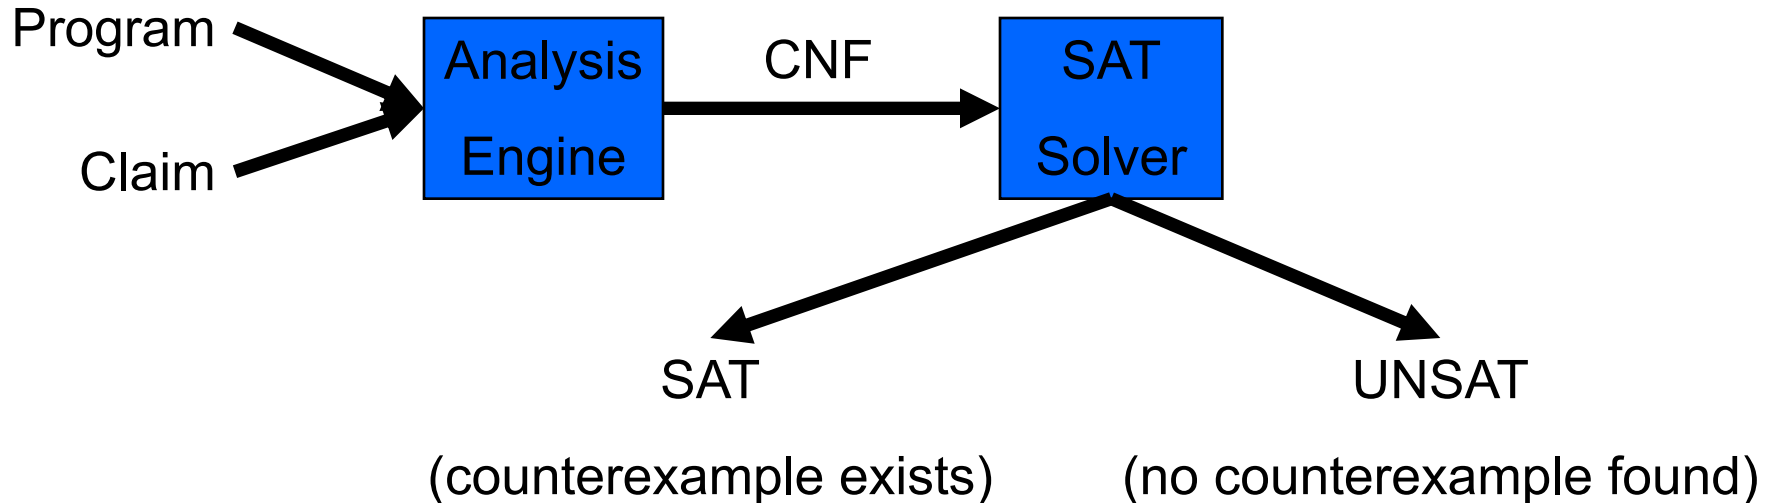 Program
Claim
Analysis
Engine
CNF
SAT
Solver
SAT
(counterexample exists)
UNSAT
(no counterexample found)